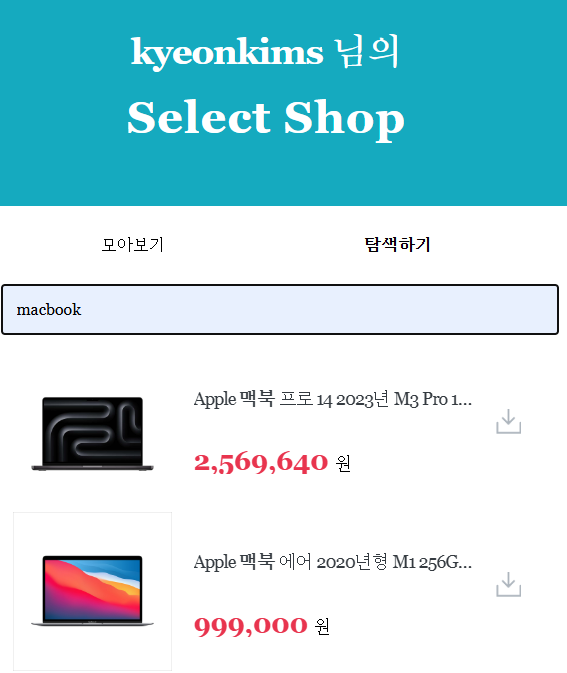 kyeonkims 님의
Select Shop
모아보기 탐색하기
macbook
Apple 맥북 프로 14 2023년 M3 Pro 1...
2,569,640 원
Apple 맥북 에어 2020년형 M1 256G...
999,000 원